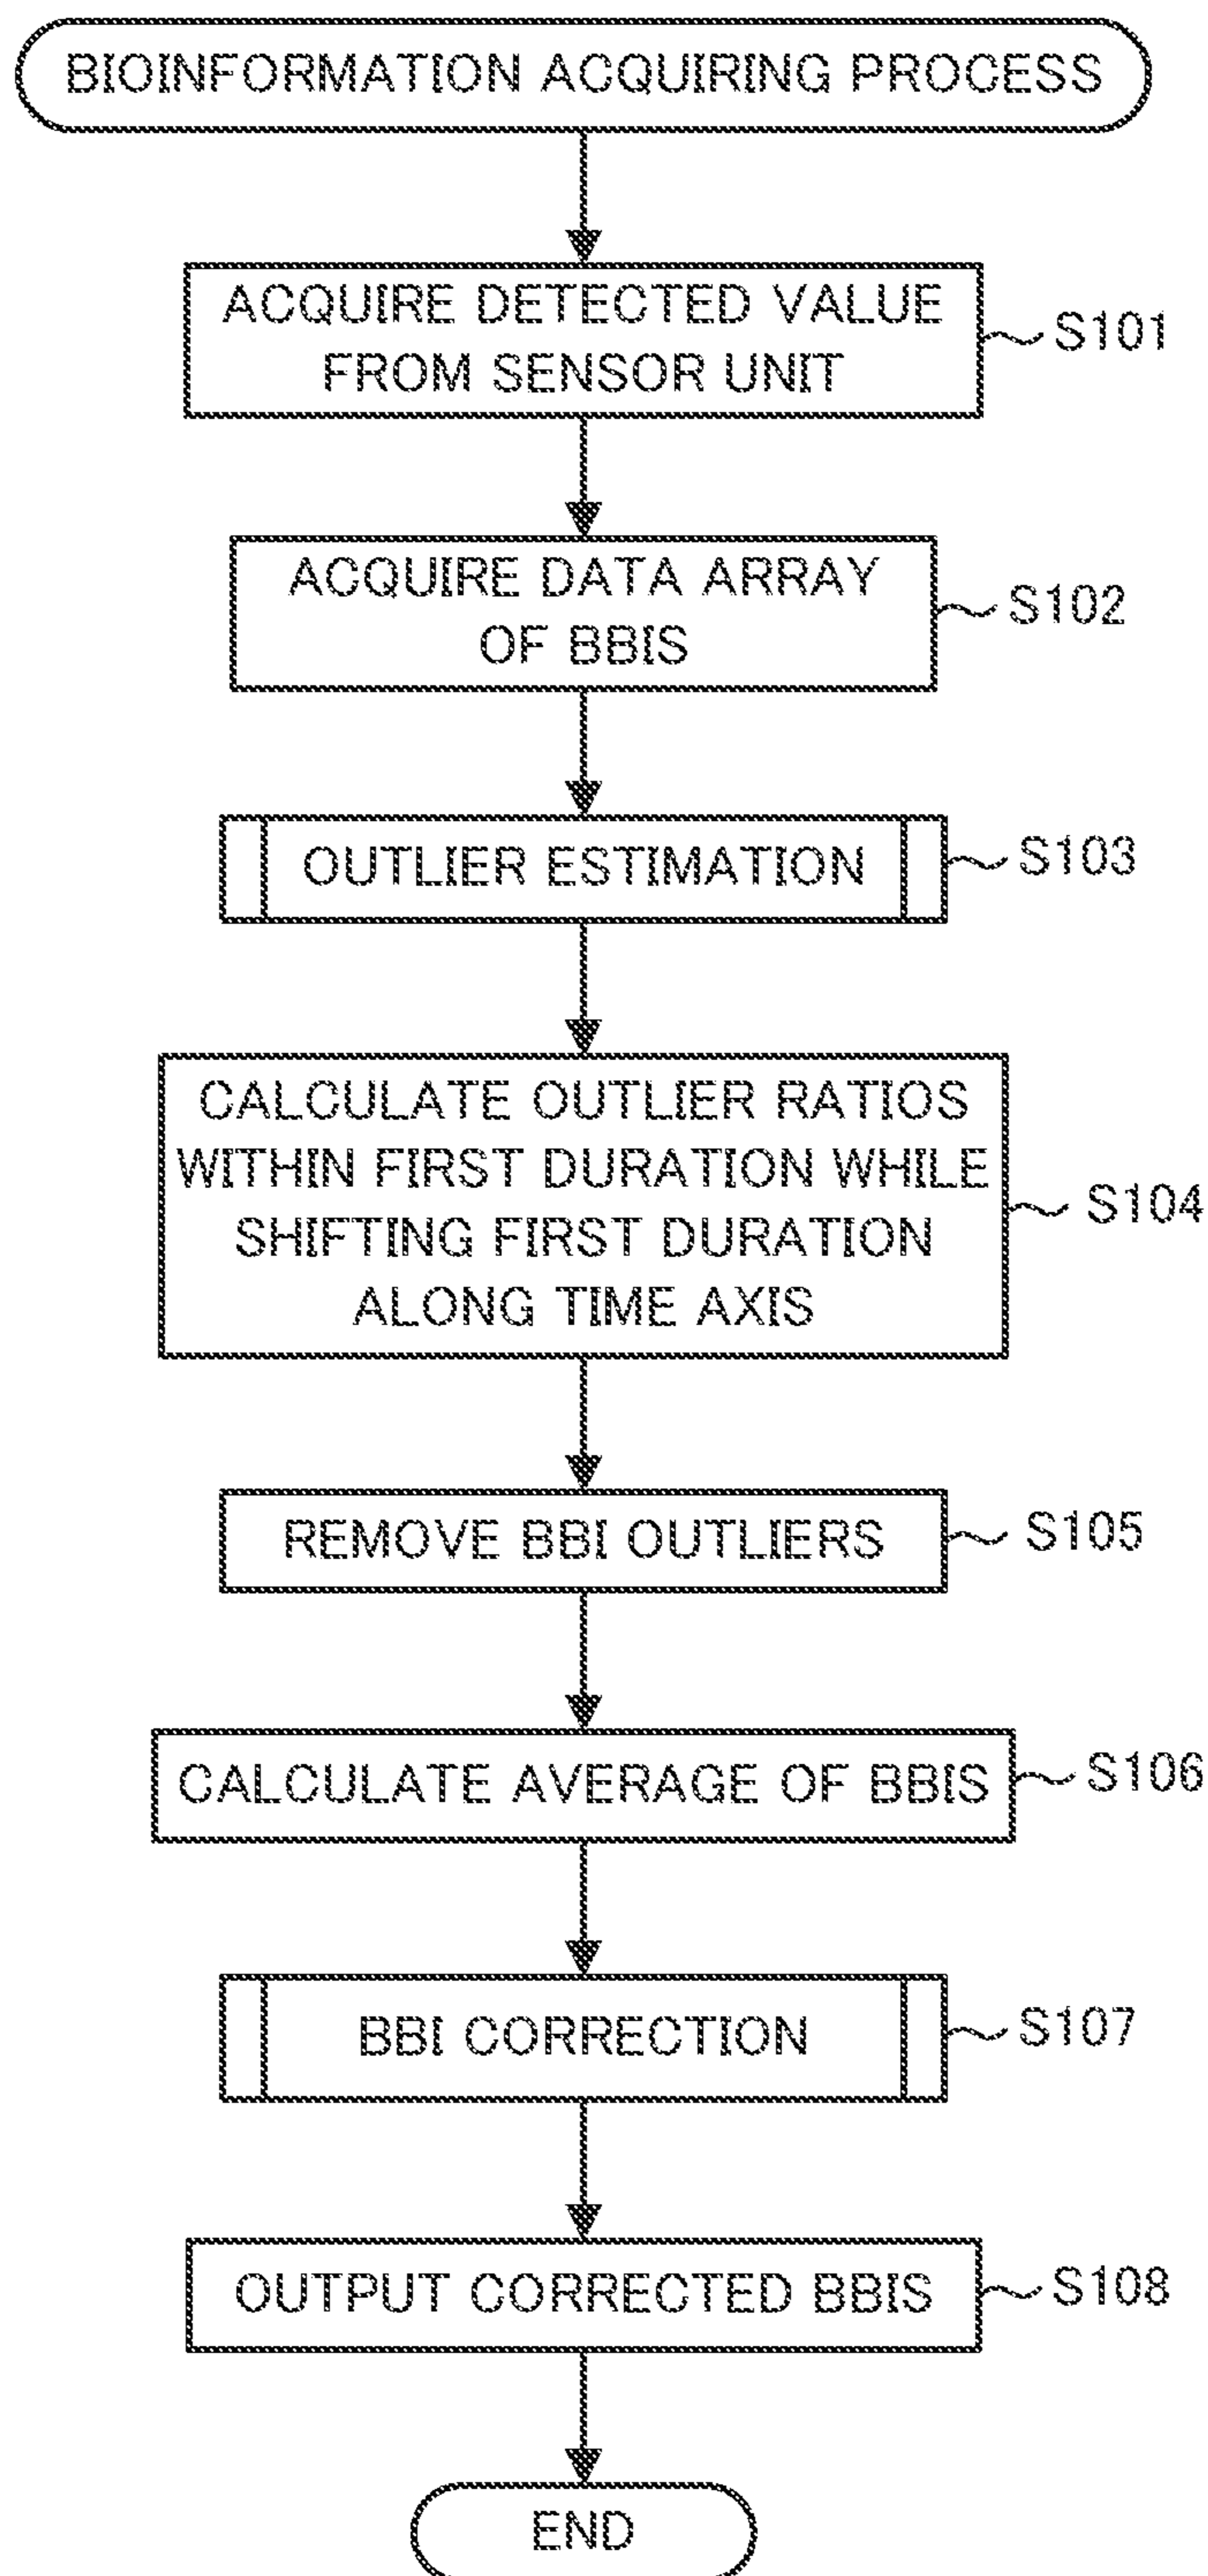 BIOINFORMATION ACQUIRING PROCESS
ACQUIRE DETECTED VALUE
FROM SENSOR UNIT
S101
ACQUIRE DATA ARRAY
OF BBIS
S102
OUTLIER ESTIMATION
S103
CALCULATE OUTLIER RATIOS
WITHIN FIRST DURATION WHILE
SHIFTING FIRST DURATION
ALONG TIME AXIS
S104
REMOVE BBI OUTLIERS
S105
CALCULATE AVERAGE OF BBIS
S106
BBI CORRECTION
S107
OUTPUT CORRECTED BBIS
S108
END